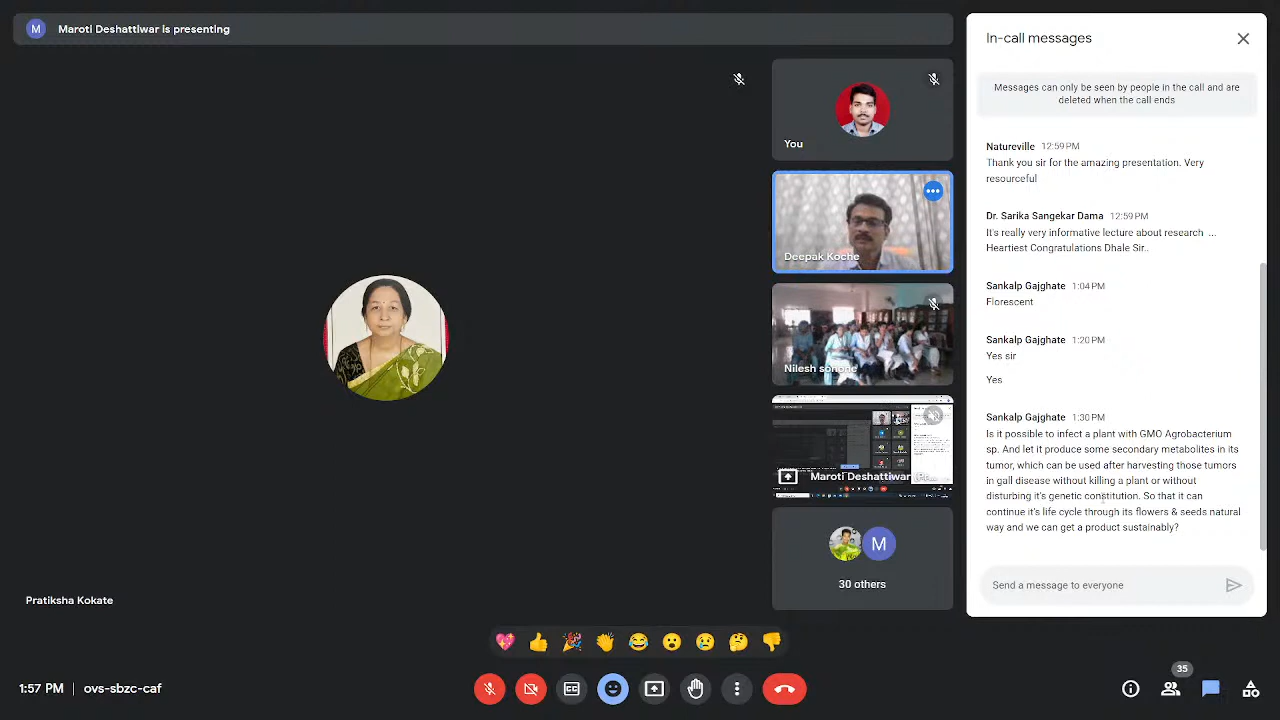 M
Maroti Deshattiwar is presenting
You
Deepak Koche
Nilesh sonone
Maroti Deshattiwar
M
30 others
Pratiksha Kokate
1:57 PM
ovs-sbzc-caf
In-call messages
Messages can only be seen by people in the call and are
deleted when the call ends
Natureville 12:59 PM
Thank you sir for the amazing presentation. Very
resourceful
Dr. Sarika Sangekar Dama 12:59 PM
It's really very informative lecture about research ...
Heartiest Congratulations Dhale Sir..
Sankalp Gajghate 1:04 PM
Florescent
Sankalp Gajghate 1:20 PM
Yes sir
Yes
Sankalp Gajghate 1:30 PM
Is it possible to infect a plant with GMO Agrobacterium
sp. And let it produce some secondary metabolites in its
tumor, which can be used after harvesting those tumors
in gall disease without killing a plant or without
disturbing it's genetic constitution. So that it can
continue it's life cycle through its flowers & seeds natural
way and we can get a product sustainably?
Send a message to everyone
35